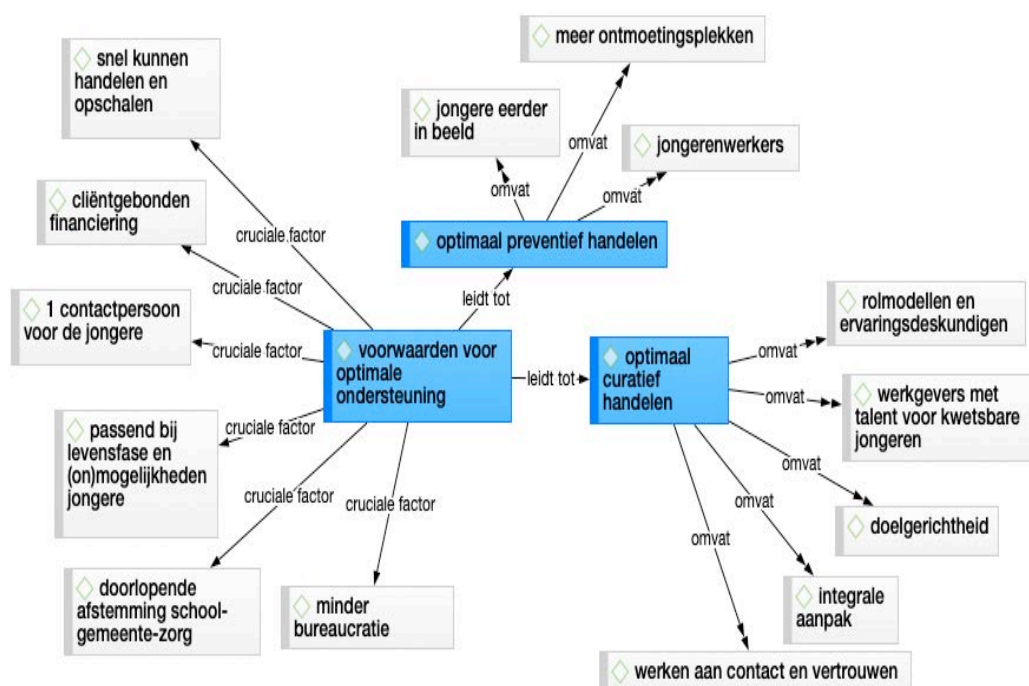 meer ontmoetingsplekken
snel kunnen
handelen en
opschalen
jongere eerder
in beeld
omvat
jongerenwerkers
omvat
omvat
cliëntgebonden
financiering
cruciale factor
optimaal preventief handelen
cruciale factor
leidt tot
1 contactpersoon
voor de jongere
rolmodellen en
ervaringsdeskundigen
cruciale factor
voorwaarden voor
optimale
ondersteuning
leidt tot
optimaal
curatief
handelen
omvat
omvat
werkgevers met
talent voor kwetsbare
jongeren
passend bij
levensfase en
(on)mogelijkheden
jongere
cruciale factor
omvat
cruciale factor
cruciale factor
omvat
doelgerichtheid
omvat
doorlopende
afstemming school-
gemeente-zorg
minder
bureaucratie
integrale
aanpak
werken aan contact en vertrouwen